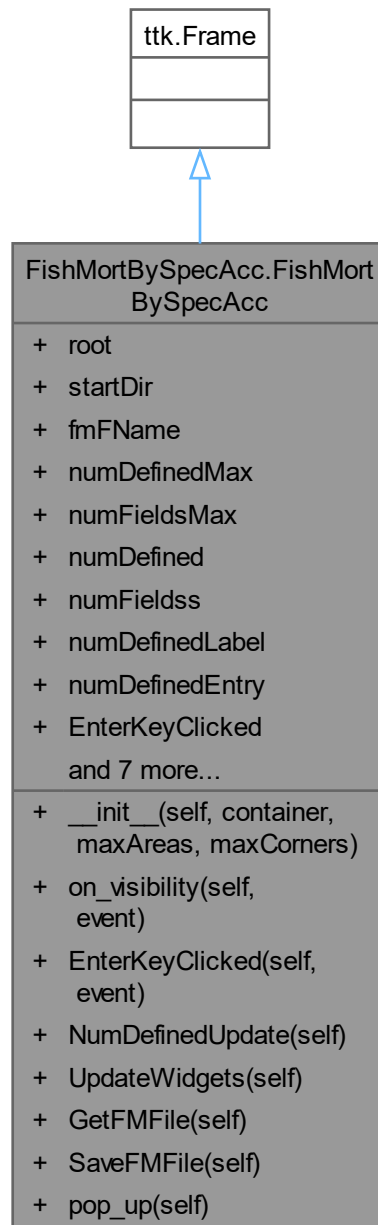 ttk.Frame
FishMortBySpecAcc.FishMort
BySpecAcc
+ root
+ startDir
+ fmFName
+ numDefinedMax
+ numFieldsMax
+ numDefined
+ numFieldss
+ numDefinedLabel
+ numDefinedEntry
+ EnterKeyClicked
and 7 more...
+ __init__(self, container,
maxAreas, maxCorners)
+ on_visibility(self,
event)
+ EnterKeyClicked(self,
event)
+ NumDefinedUpdate(self)
+ UpdateWidgets(self)
+ GetFMFile(self)
+ SaveFMFile(self)
+ pop_up(self)